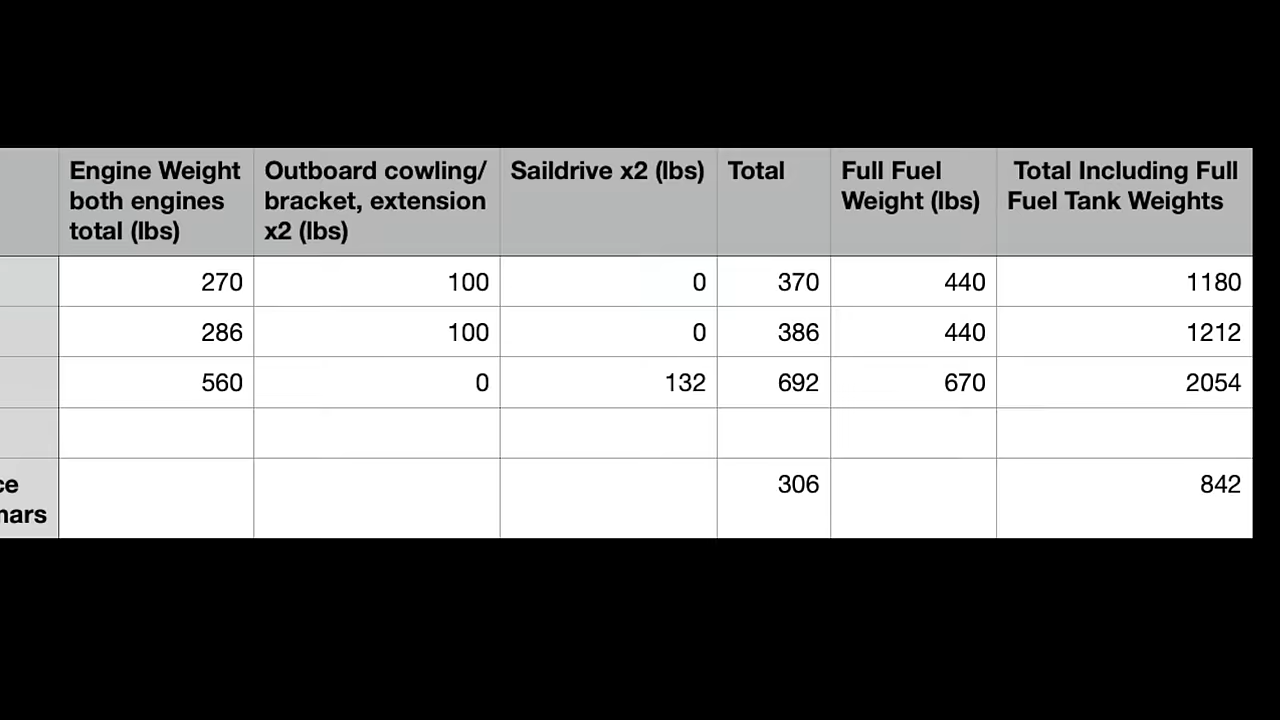 Engine Weight both engines total (lbs) Outboard cowling/ bracket, extension x2 (lbs) Saildrive x2 (lbs) Total Full Fuel Weight (lbs) Total Including Full Fuel Tank Weights
270 100 0 370 440 1180
286 100 0 386 440 1212
560 0 132 692 670 2054
306 842